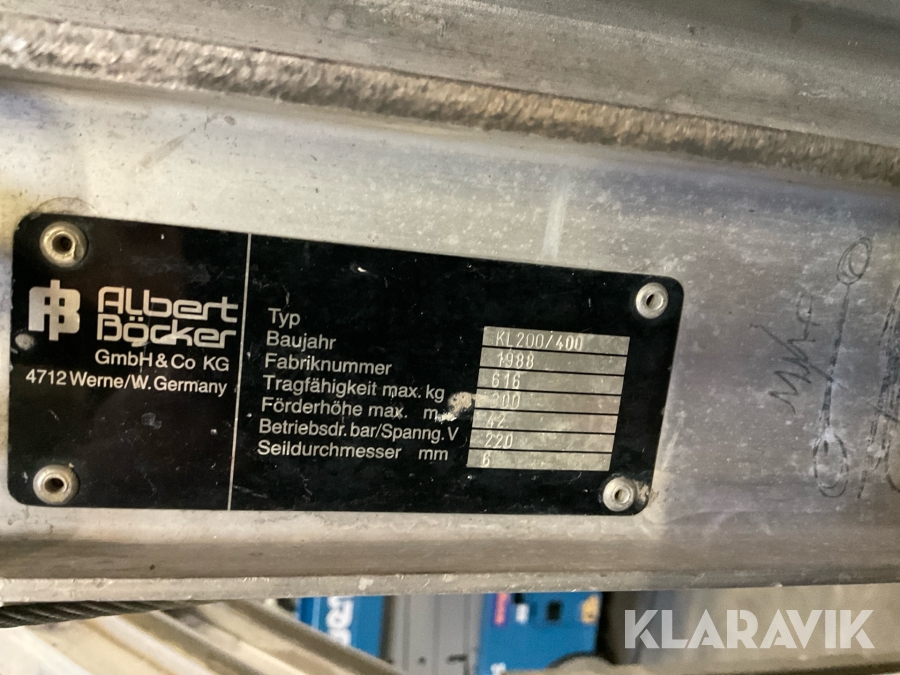 Albert
Böcker
GmbH & Co KG
4712 Werne/W. Germany
Typ KL200/400
Baujahr 1988
Fabriknummer 616
Tragfähigkeit max. kg 200
Förderhöhe max. m 42
Betriebsdr. bar/Spanng. V 220
Seildurchmesser mm 6
KLARAVIK